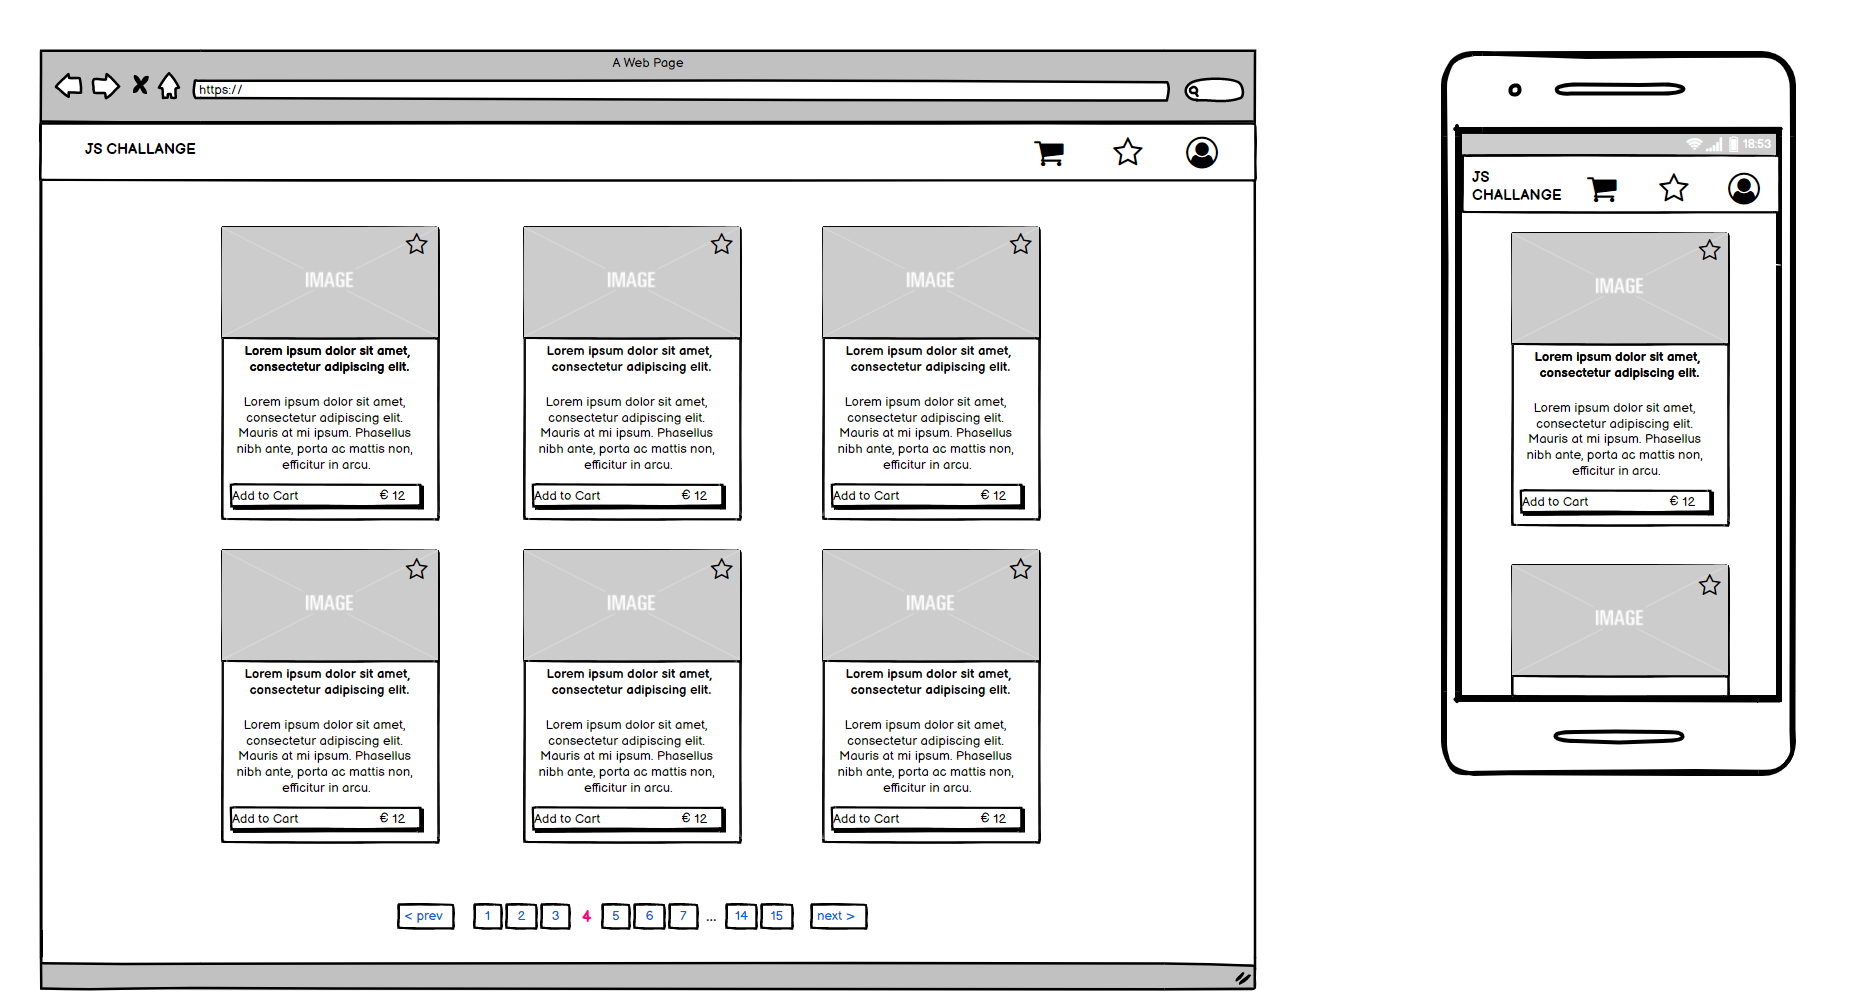 A Web Page
https://
JS CHALLANGE
IMAGE
Lorem ipsum dolor sit amet,
consectetur adipiscing elit.
Lorem ipsum dolor sit amet,
consectetur adipiscing elit.
Mauris at mi ipsum. Phasellus
nibh ante, porta ac mattis non,
efficitur in arcu.
Add to Cart € 12
IMAGE
Lorem ipsum dolor sit amet,
consectetur adipiscing elit.
Lorem ipsum dolor sit amet,
consectetur adipiscing elit.
Mauris at mi ipsum. Phasellus
nibh ante, porta ac mattis non,
efficitur in arcu.
Add to Cart € 12
IMAGE
Lorem ipsum dolor sit amet,
consectetur adipiscing elit.
Lorem ipsum dolor sit amet,
consectetur adipiscing elit.
Mauris at mi ipsum. Phasellus
nibh ante, porta ac mattis non,
efficitur in arcu.
Add to Cart € 12
IMAGE
Lorem ipsum dolor sit amet,
consectetur adipiscing elit.
Lorem ipsum dolor sit amet,
consectetur adipiscing elit.
Mauris at mi ipsum. Phasellus
nibh ante, porta ac mattis non,
efficitur in arcu.
Add to Cart € 12
IMAGE
Lorem ipsum dolor sit amet,
consectetur adipiscing elit.
Lorem ipsum dolor sit amet,
consectetur adipiscing elit.
Mauris at mi ipsum. Phasellus
nibh ante, porta ac mattis non,
efficitur in arcu.
Add to Cart € 12
IMAGE
Lorem ipsum dolor sit amet,
consectetur adipiscing elit.
Lorem ipsum dolor sit amet,
consectetur adipiscing elit.
Mauris at mi ipsum. Phasellus
nibh ante, porta ac mattis non,
efficitur in arcu.
Add to Cart € 12
< prev 1 2 3 4 5 6 7 ... 14 15 next >
18:53
JS
CHALLANGE
IMAGE
Lorem ipsum dolor sit amet,
consectetur adipiscing elit.
Lorem ipsum dolor sit amet,
consectetur adipiscing elit.
Mauris at mi ipsum. Phasellus
nibh ante, porta ac mattis non,
efficitur in arcu.
Add to Cart € 12
IMAGE